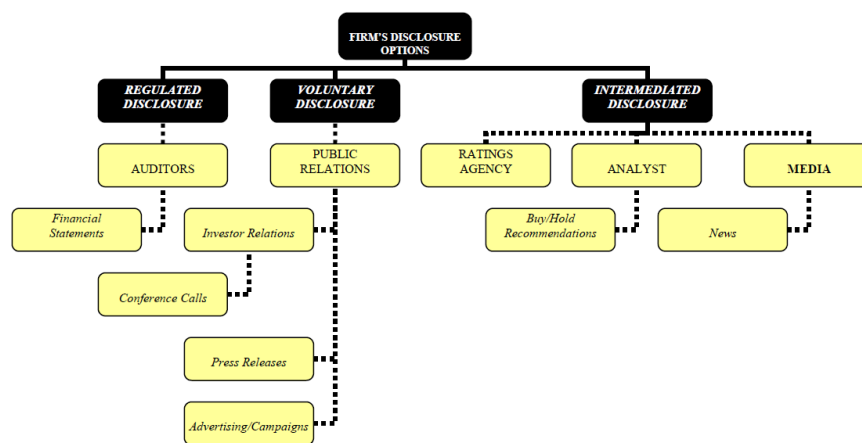 FIRM'S DISCLOSURE
OPTIONS
REGULATED
DISCLOSURE
VOLUNTARY
DISCLOSURE
INTERMEDIATED
DISCLOSURE
AUDITORS
PUBLIC
RELATIONS
RATINGS
AGENCY
ANALYST
MEDIA
Financial
Statements
Investor Relations
Buy/Hold
Recommendations
News
Conference Calls
Press Releases
Advertising/Campaigns